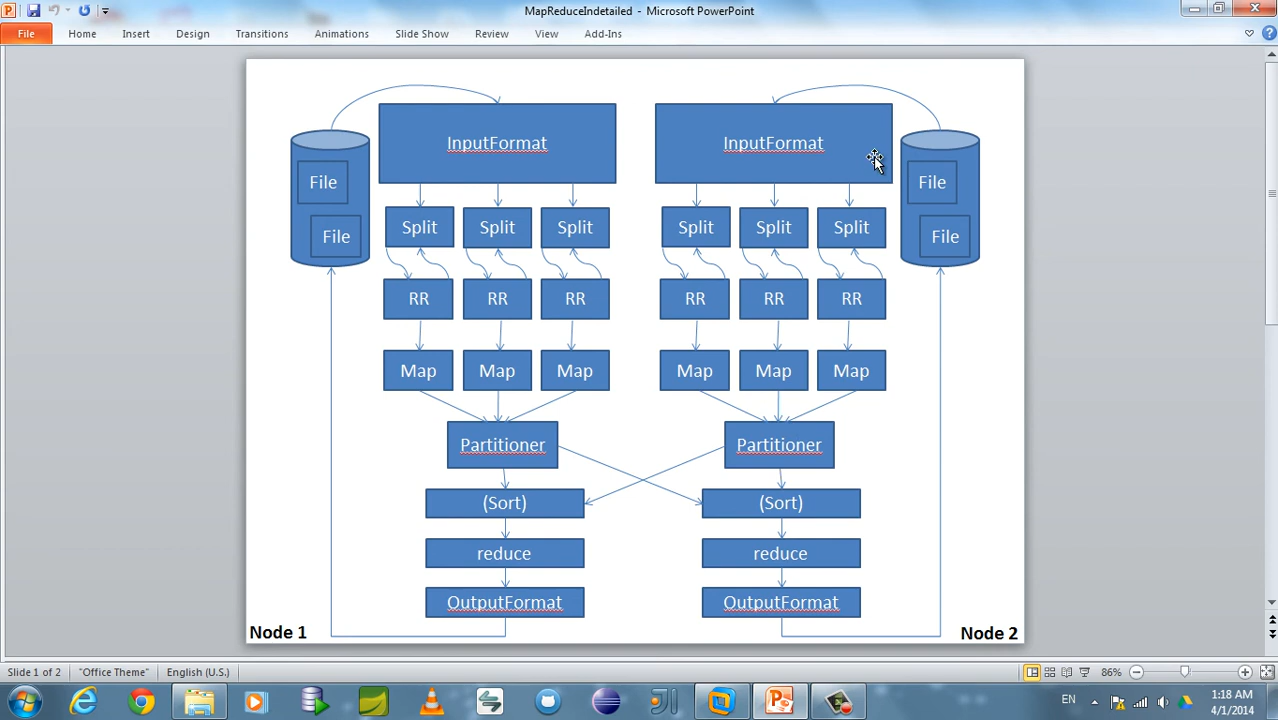 MapReduceIndetailed - Microsoft PowerPoint
File Home Insert Design Transitions Animations Slide Show Review View Add-Ins
InputFormat InputFormat
File File
Split Split Split Split Split Split
File File
RR RR RR RR RR RR
Map Map Map Map Map Map
Partitioner Partitioner
(Sort) (Sort)
reduce reduce
OutputFormat OutputFormat
Node 1 Node 2
Slide 1 of 2 "Office Theme" English (U.S.) 86%
EN 1:18 AM
4/1/2014